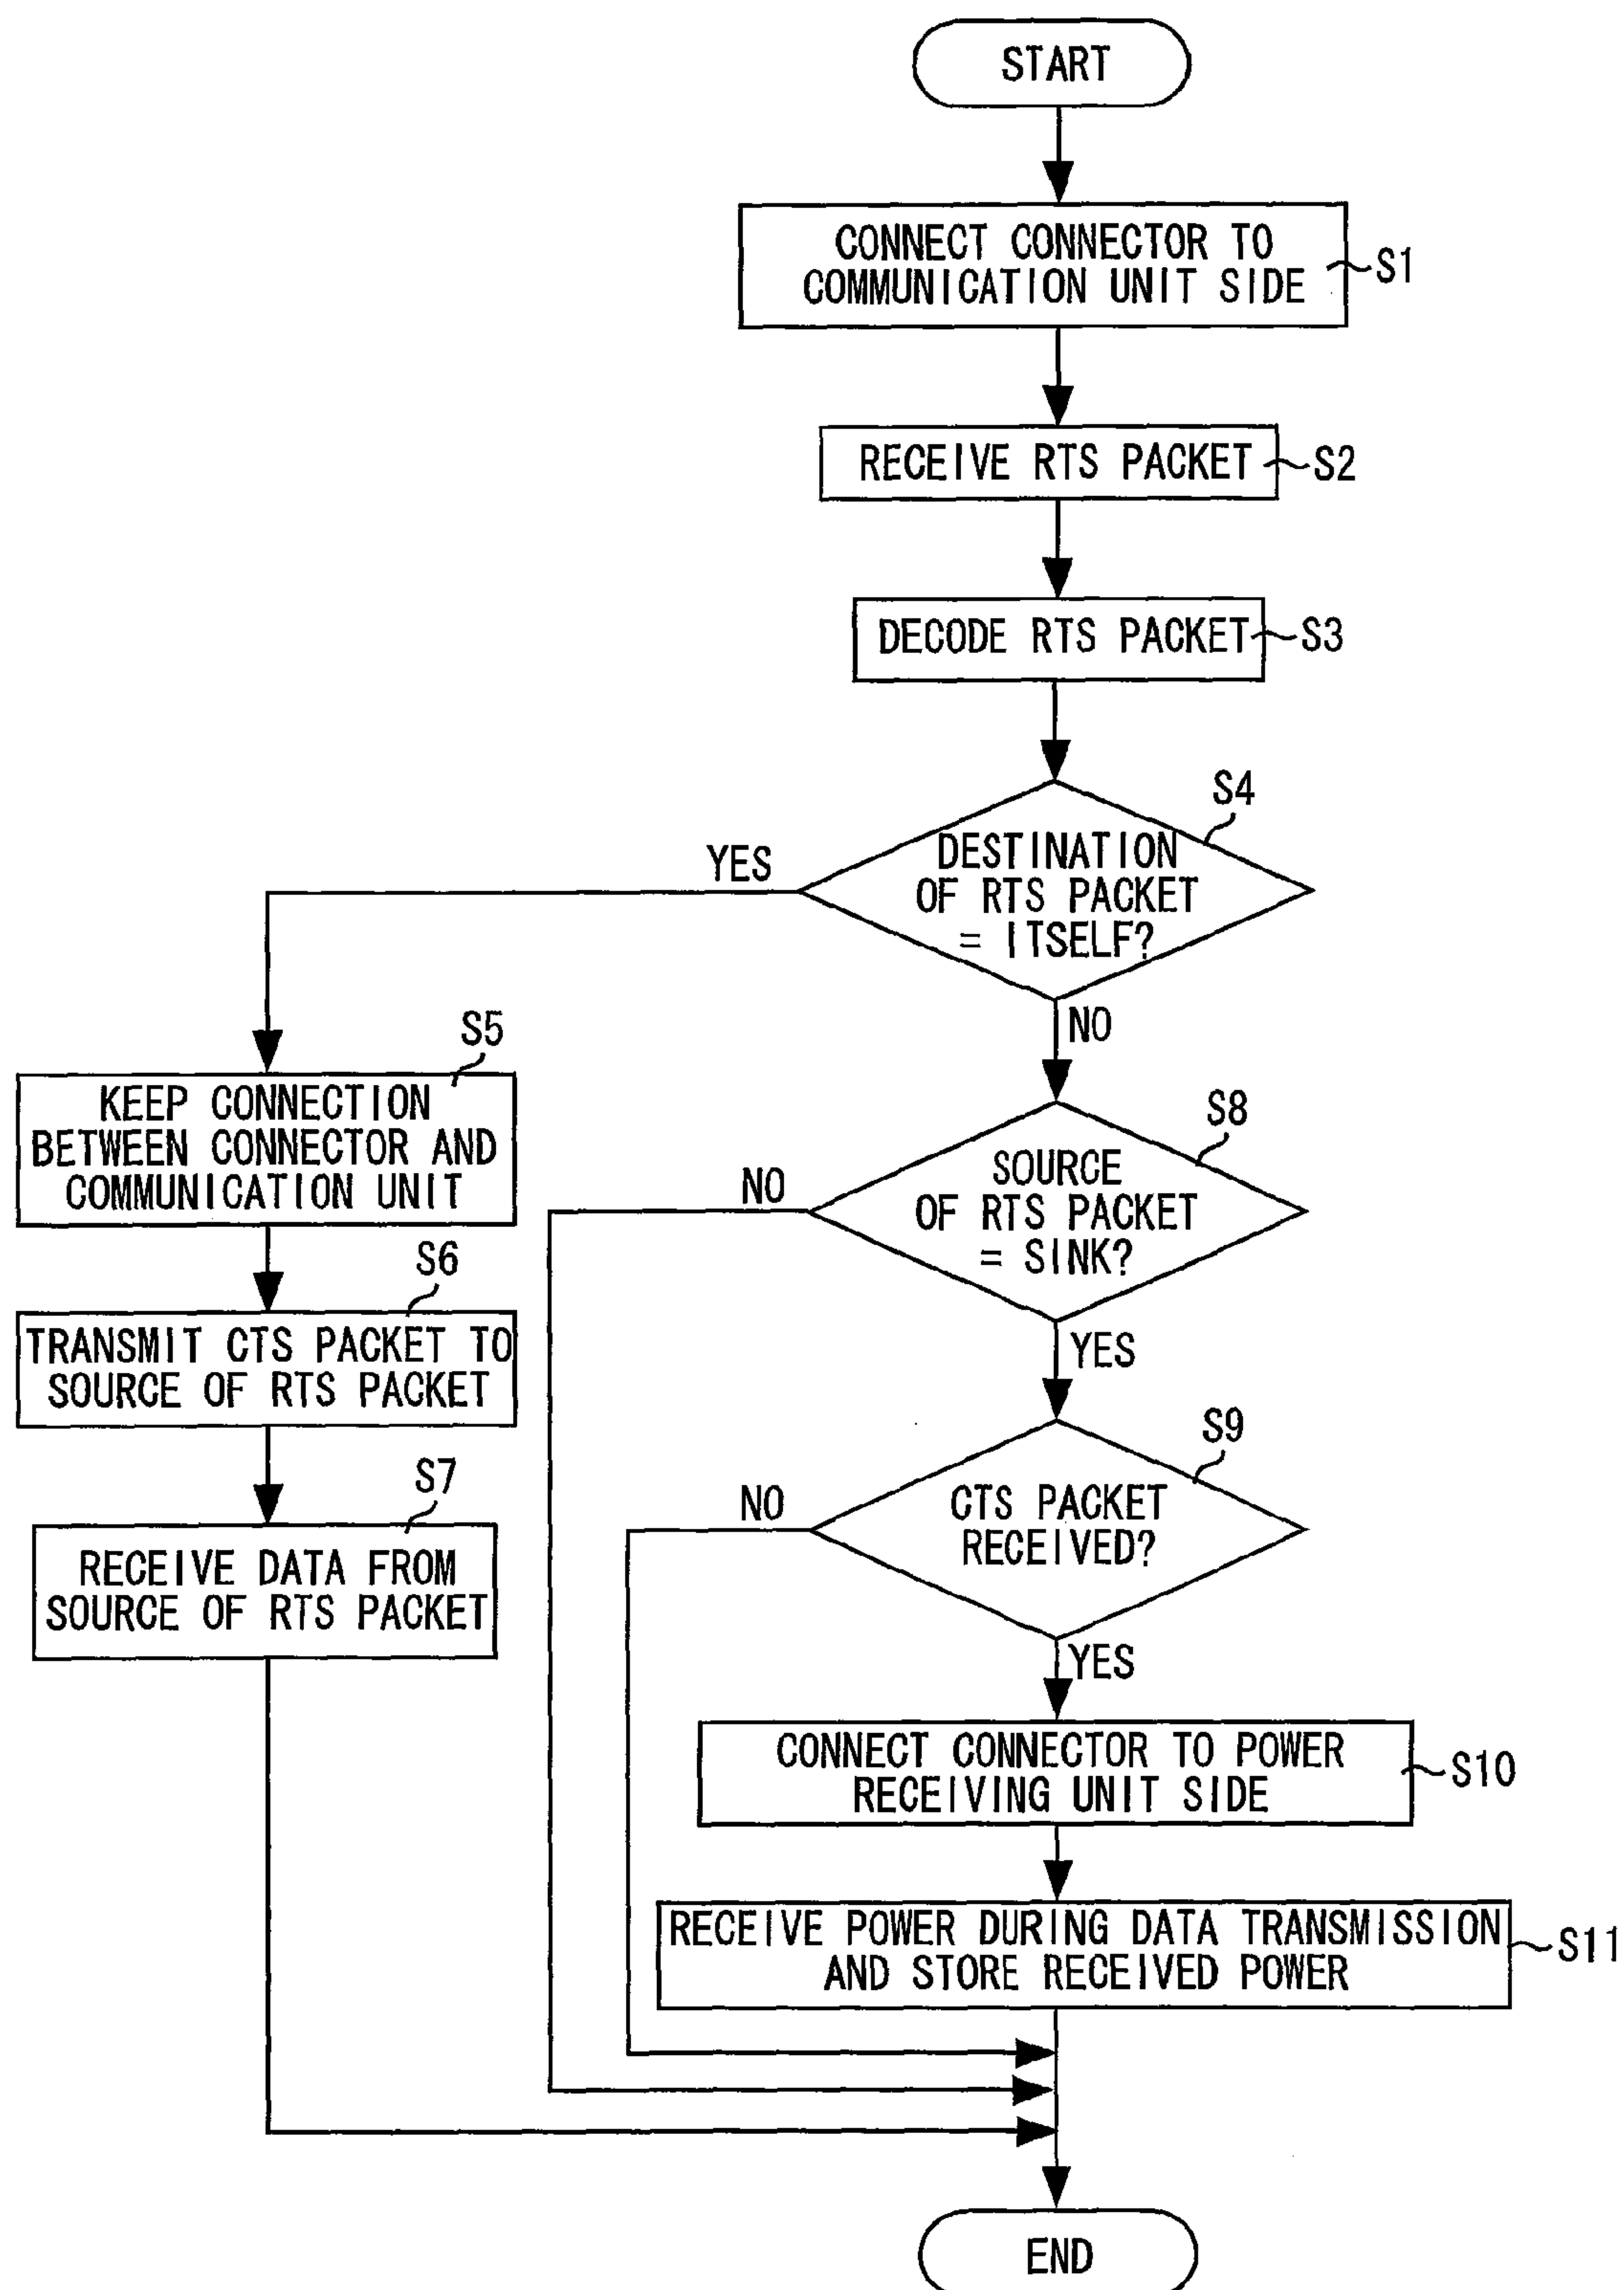 START
CONNECT CONNECTOR TO
COMMUNICATION UNIT SIDE
S1
RECEIVE RTS PACKET
S2
DECODE RTS PACKET
S3
S4
DESTINATION
OF RTS PACKET
= ITSELF?
YES
NO
S5
KEEP CONNECTION
BETWEEN CONNECTOR AND
COMMUNICATION UNIT
S6
TRANSMIT CTS PACKET TO
SOURCE OF RTS PACKET
S7
RECEIVE DATA FROM
SOURCE OF RTS PACKET
S8
SOURCE
OF RTS PACKET
= SINK?
NO
YES
S9
CTS PACKET
RECEIVED?
NO
YES
CONNECT CONNECTOR TO POWER
RECEIVING UNIT SIDE
S10
RECEIVE POWER DURING DATA TRANSMISSION
AND STORE RECEIVED POWER
S11
END